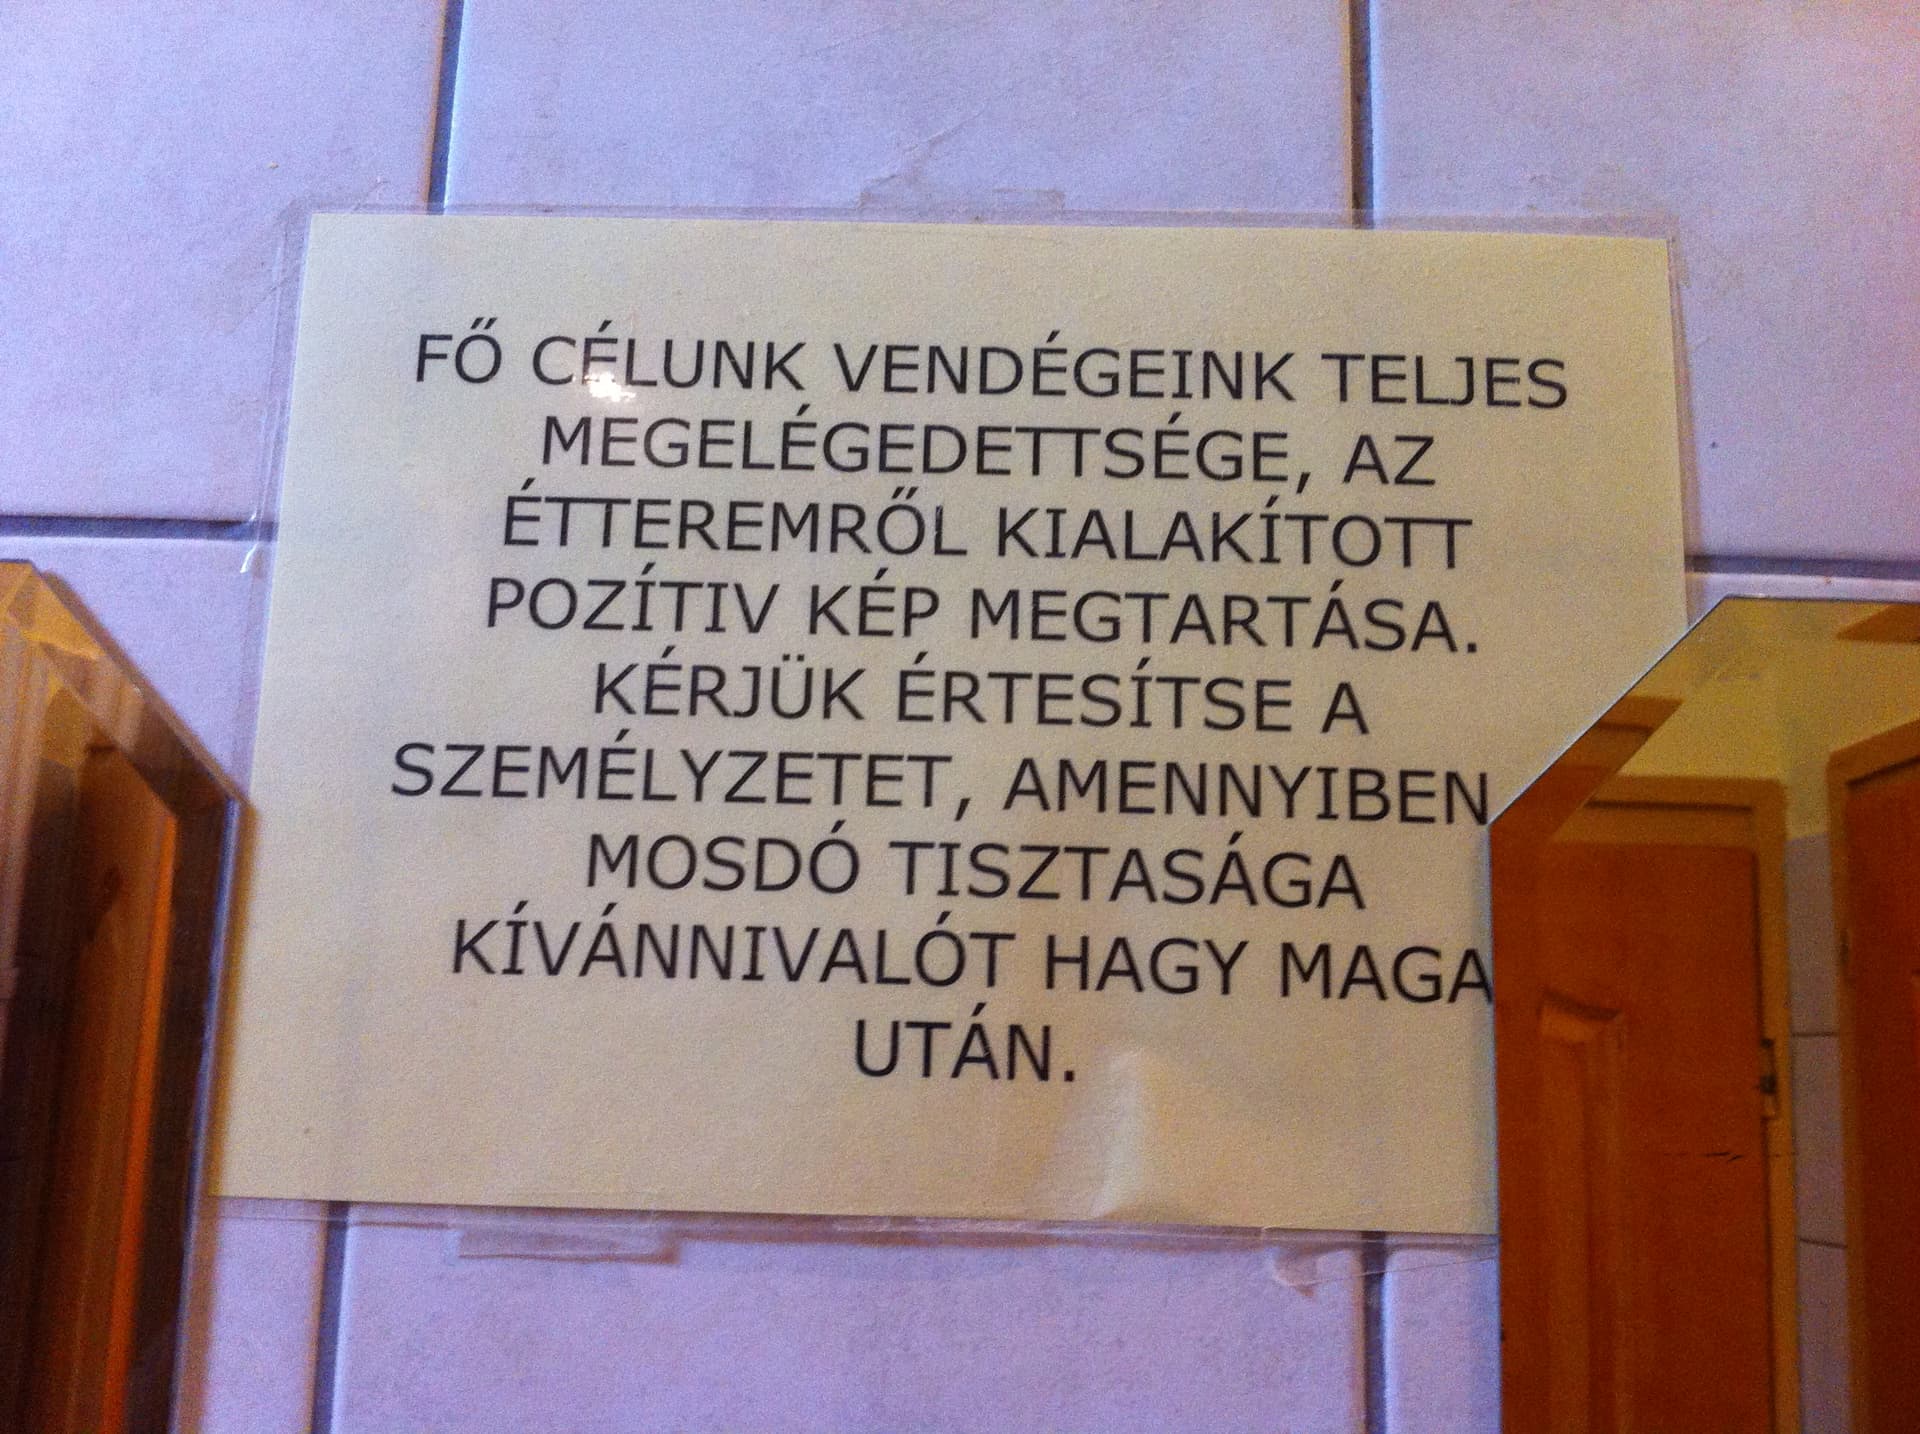 FŐ CÉLUNK VENDÉGEINK TELJES
MEGELÉGEDETTSÉGE, AZ
ÉTTEREMRŐL KIALAKÍTOTT
POZÍTIV KÉP MEGTARTÁSA.
KÉRJÜK ÉRTESÍTSE A
SZEMÉLYZETET, AMENNYIBEN
MOSDÓ TISZTASÁGA
KÍVÁNNIVALÓT HAGY MAGA
UTÁN.